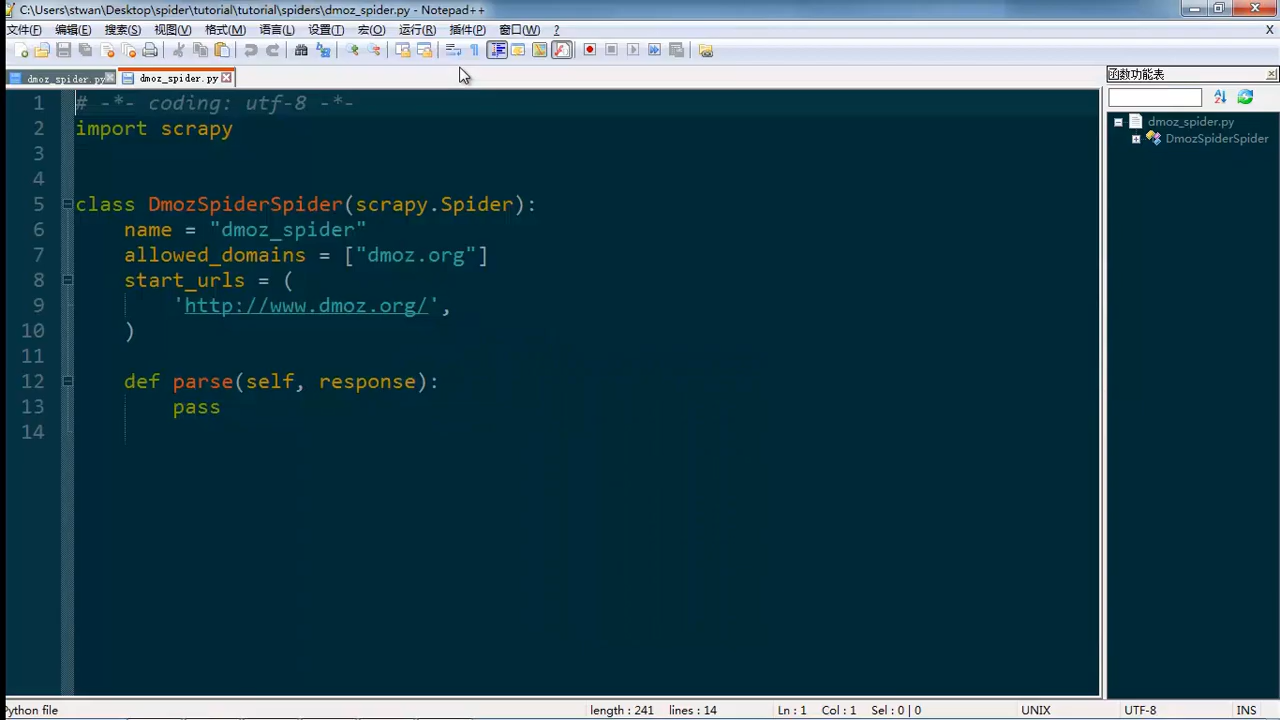 C:\Users\stwan\Desktop\spider\tutorial\tutorial\spiders\dmoz_spider.py - Notepad++
文件(F) 编辑(E) 搜索(S) 视图(V) 格式(M) 语言(L) 设置(T) 宏(O) 运行(R) 插件(P) 窗口(W) ? X
dmoz_spider.py dmoz_spider.py
函数功能表
1 # -*- coding: utf-8 -*-
2 import scrapy
3
4
5 class DmozSpiderSpider(scrapy.Spider):
6 name = "dmoz_spider"
7 allowed_domains = ["dmoz.org"]
8 start_urls = (
9 'http://www.dmoz.org/',
10 )
11
12 def parse(self, response):
13 pass
14
dmoz_spider.py
DmozSpiderSpider
Python file length : 241 lines : 14 Ln : 1 Col : 1 Sel : 0 | 0 UNIX UTF-8 INS